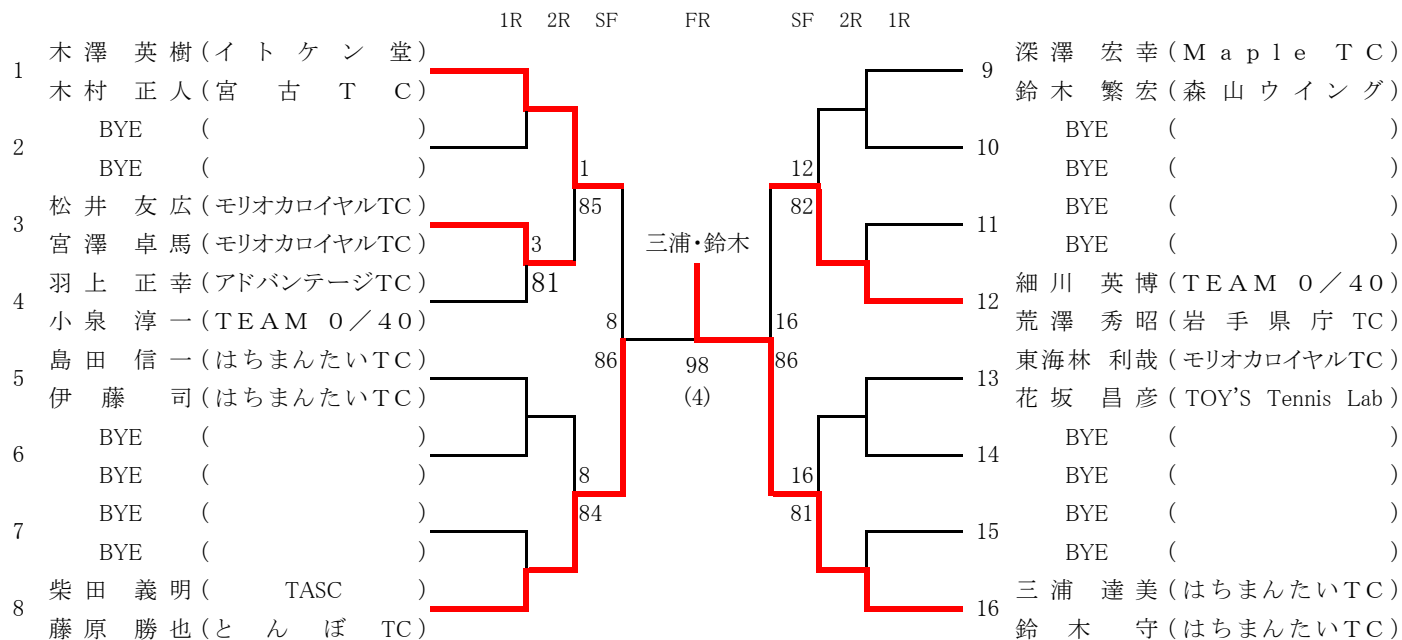 1R 2R SF FR SF 2R 1R
1 木澤 英樹(イトケン堂)
木村 正人(宮古TC)
2 BYE ( )
BYE ( )
3 松井 友広(モリオカロイヤルTC)
宮澤 卓馬(モリオカロイヤルTC)
4 羽上 正幸(アドバンテージTC)
小泉 淳一(TEAM 0/40)
5 島田 信一(はちまんたいTC)
伊藤 司(はちまんたいTC)
6 BYE ( )
BYE ( )
7 BYE ( )
BYE ( )
8 柴田 義明( TASC )
藤原 勝也(とんぼ TC)
3
81
1
85
8
84
8
86
三浦・鈴木
98
(4)
12
82
16
86
16
81
9 深澤 宏幸(Maple TC)
鈴木 繁宏(森山ウイング)
10 BYE ( )
BYE ( )
11 BYE ( )
BYE ( )
12 細川 英博(TEAM 0/40)
荒澤 秀昭(岩手県庁 TC)
13 東海林 利哉(モリオカロイヤルTC)
花坂 昌彦(TOY'S Tennis Lab)
14 BYE ( )
BYE ( )
15 BYE ( )
BYE ( )
16 三浦 達美(はちまんたいTC)
鈴木 守(はちまんたいTC)